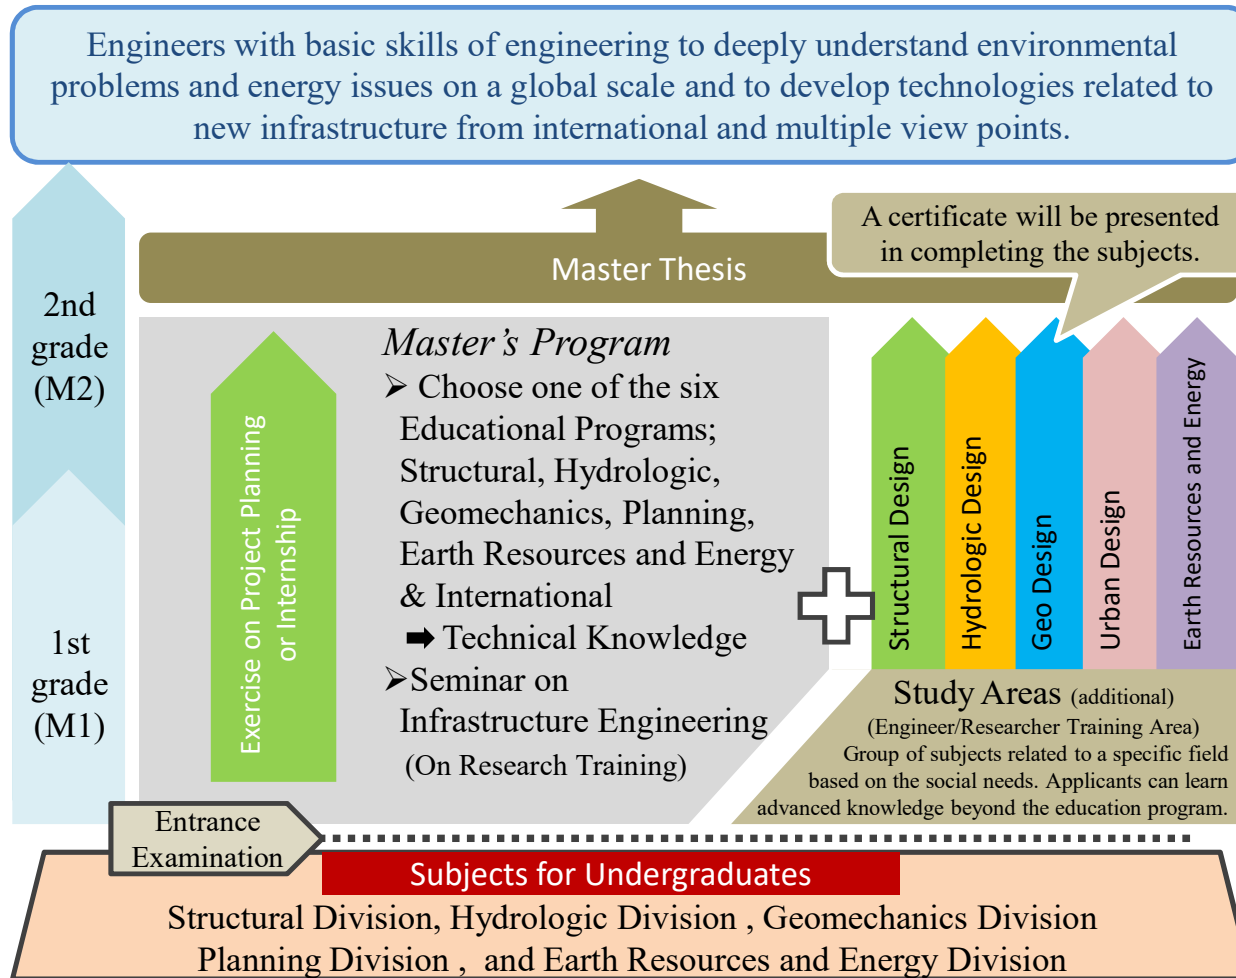 Engineers with basic skills of engineering to deeply understand environmental
problems and energy issues on a global scale and to develop technologies related to
new infrastructure from international and multiple view points.
A certificate will be presented
in completing the subjects.
Master Thesis
2nd
grade
(M2)
1st
grade
(M1)
Exercise on Project Planning
or Internship
Master’s Program
➢ Choose one of the six
Educational Programs;
Structural, Hydrologic,
Geomechanics, Planning,
Earth Resources and Energy
& International
➡ Technical Knowledge
➢Seminar on
Infrastructure Engineering
(On Research Training)
Structural Design
Hydrologic Design
Geo Design
Urban Design
Earth Resources and Energy
Study Areas (additional)
(Engineer/Researcher Training Area)
Group of subjects related to a specific field
based on the social needs. Applicants can learn
advanced knowledge beyond the education program.
Entrance
Examination
Subjects for Undergraduates
Structural Division, Hydrologic Division , Geomechanics Division
Planning Division , and Earth Resources and Energy Division